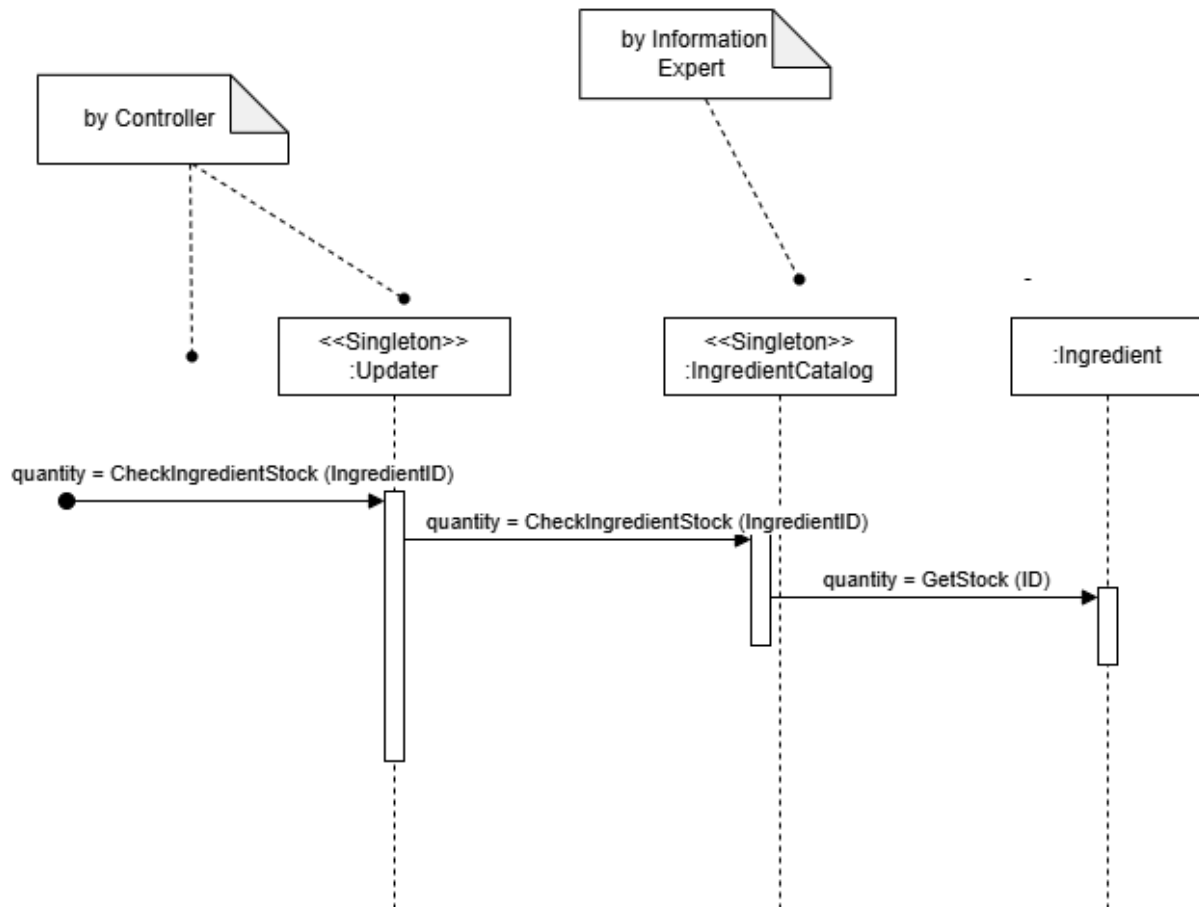 by Information
Expert
by Controller
<<Singleton>>
:Updater
<<Singleton>>
:IngredientCatalog
:Ingredient
quantity = CheckIngredientStock (IngredientID)
quantity = CheckIngredientStock (IngredientID)
quantity = GetStock (ID)